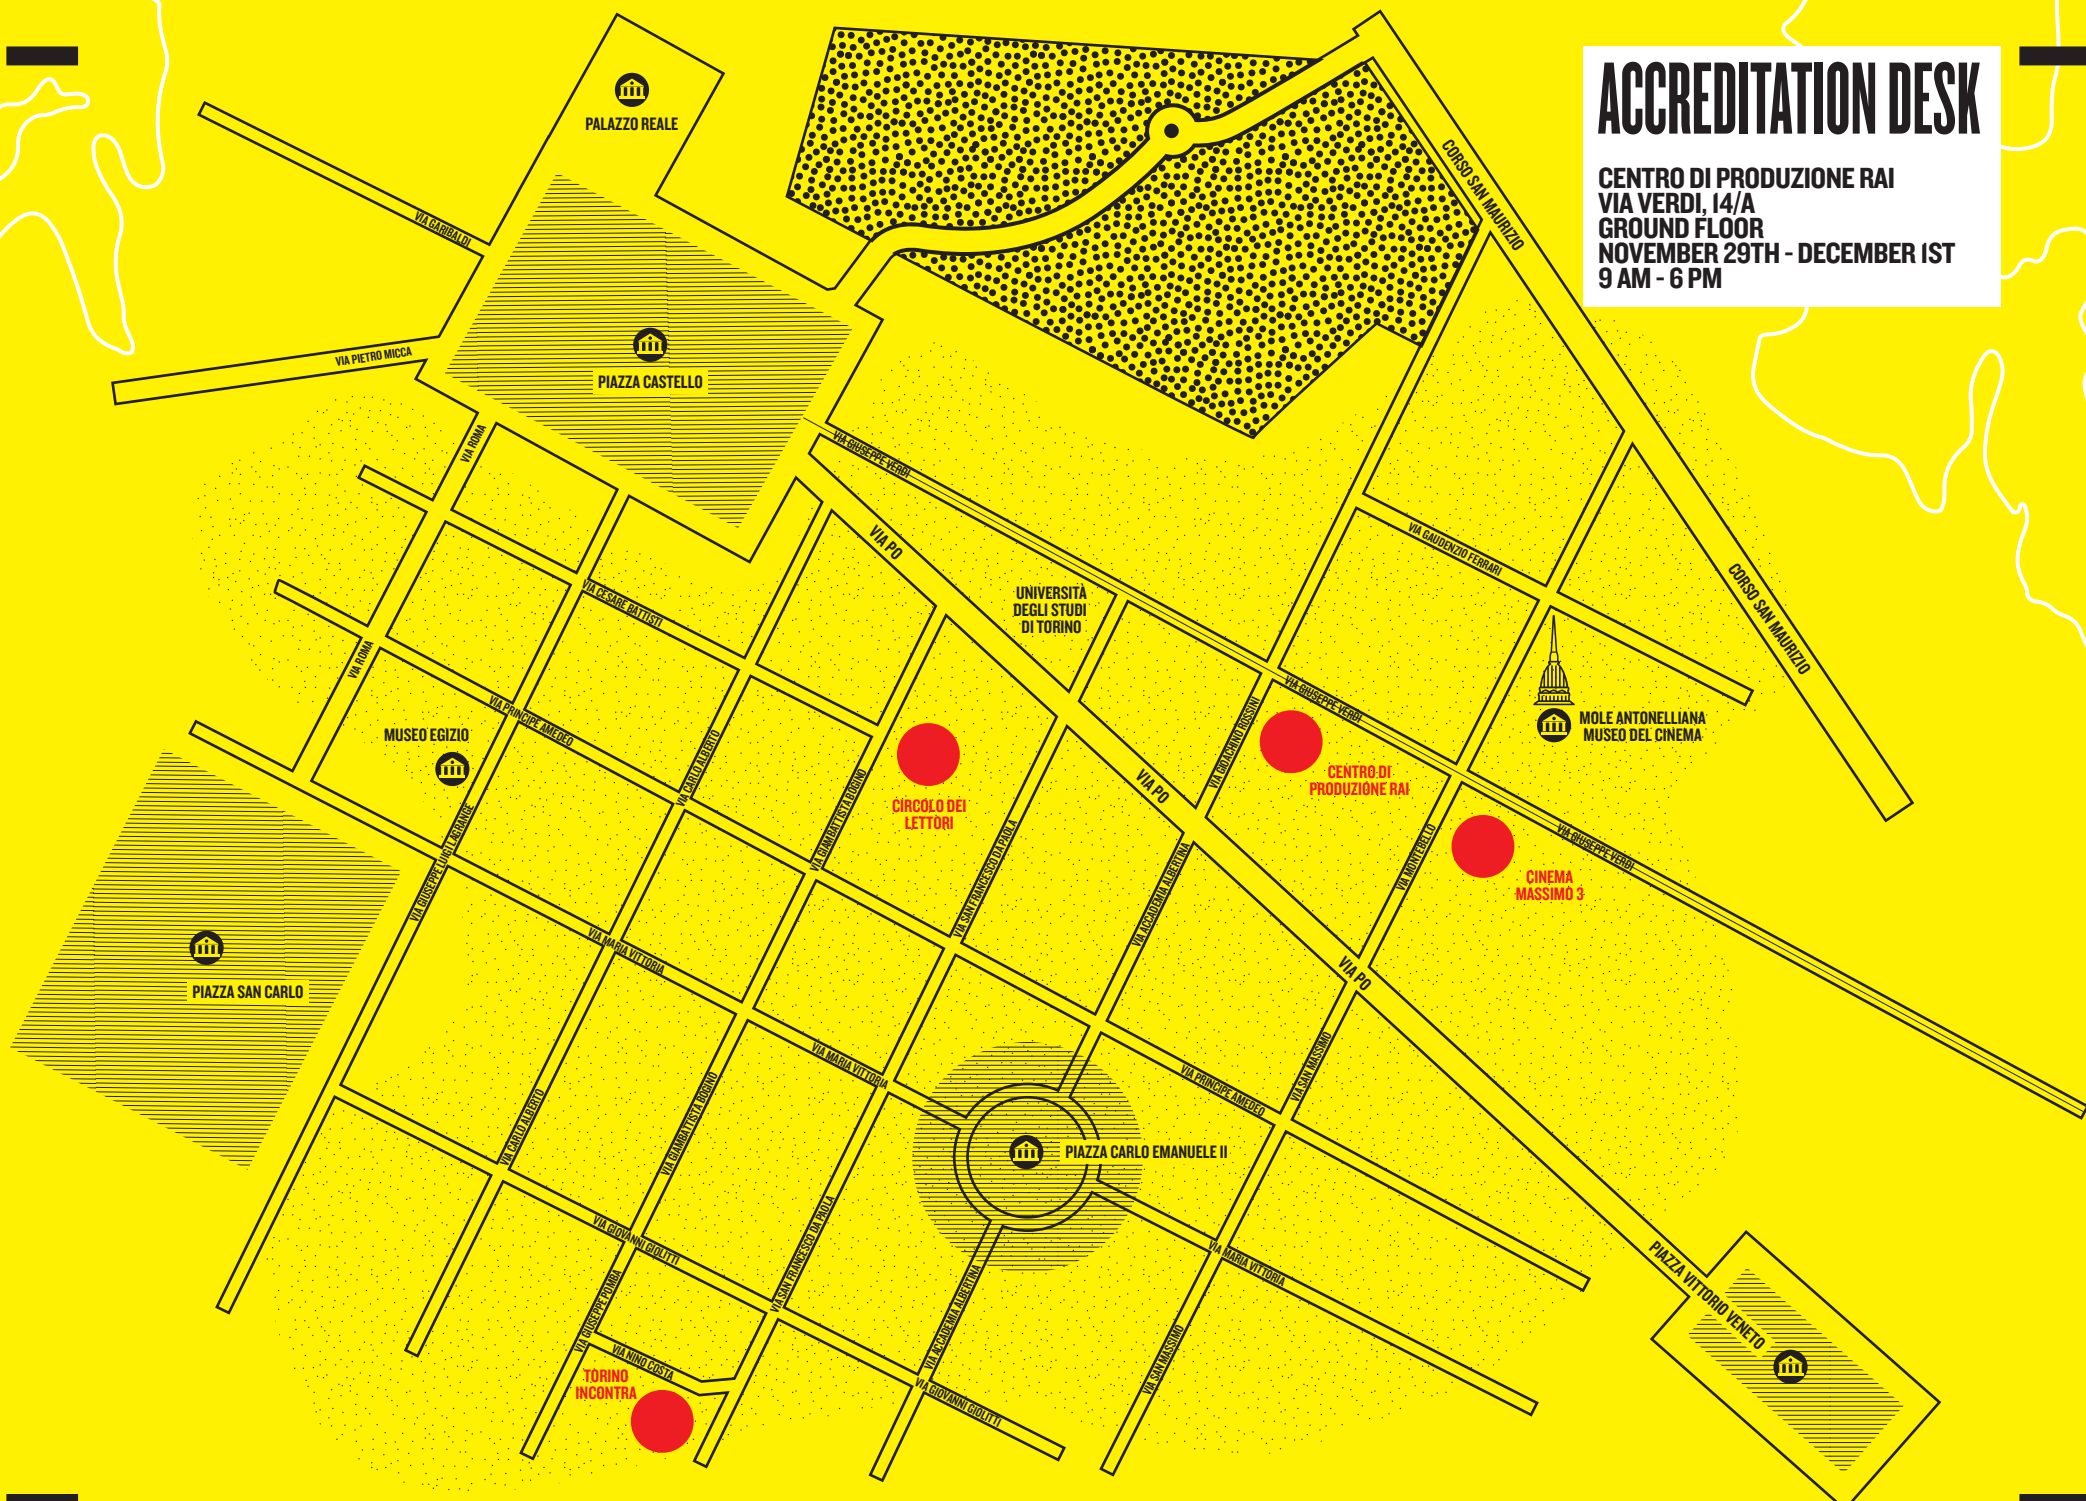 ACCREDITATION DESK
CENTRO DI PRODUZIONE RAI
VIA VERDI, 14/A
GROUND FLOOR
NOVEMBER 29TH - DECEMBER 1ST
9 AM - 6 PM
PALAZZO REALE
CORSO SAN MAURIZIO
VIA GARIBALDI
VIA PIETRO MICCA
PIAZZA CASTELLO
VIA ROMA
VIA GIUSEPPE VERDI
VIA PO
VIA GAUDENZIO FERRARI
CORSO SAN MAURIZIO
UNIVERSITÀ
DEGLI STUDI
DI TORINO
VIA CESARE BATTISTI
VIA ROMA
VIA GIUSEPPE VERDI
VIA PRINCIPE AMEDEO
MUSEO EGIZIO
VIA CARLO ALBERTO
VIA GIOACHINO ROSSINI
MOLE ANTONELLIANA
MUSEO DEL CINEMA
CENTRO DI
PRODUZIONE RAI
VIA PO
CIRCOLO DEI
LETTORI
VIA GIAMBATTISTA BOGINO
VIA GIUSEPPE LUIGI LAGRANGE
VIA SAN FRANCESCO DA PAOLA
VIA ACCADEMIA ALBERTINA
VIA MONTEBELLO
VIA GIUSEPPE VERDI
CINEMA
MASSIMO 3
VIA MARIA VITTORIA
VIA PO
PIAZZA SAN CARLO
VIA MARIA VITTORIA
VIA SAN MASSIMO
VIA PRINCIPE AMEDEO
VIA CARLO ALBERTO
VIA GIAMBATTISTA BOGINO
PIAZZA CARLO EMANUELE II
VIA GIOVANNI GIOLITTI
VIA SAN FRANCESCO DA PAOLA
VIA MARIA VITTORIA
PIAZZA VITTORIO VENETO
VIA GIUSEPPE POMBA
VIA ACCADEMIA ALBERTINA
VIA SAN MASSIMO
VIA NINO COSTA
TORINO
INCONTRA
VIA GIOVANNI GIOLITTI